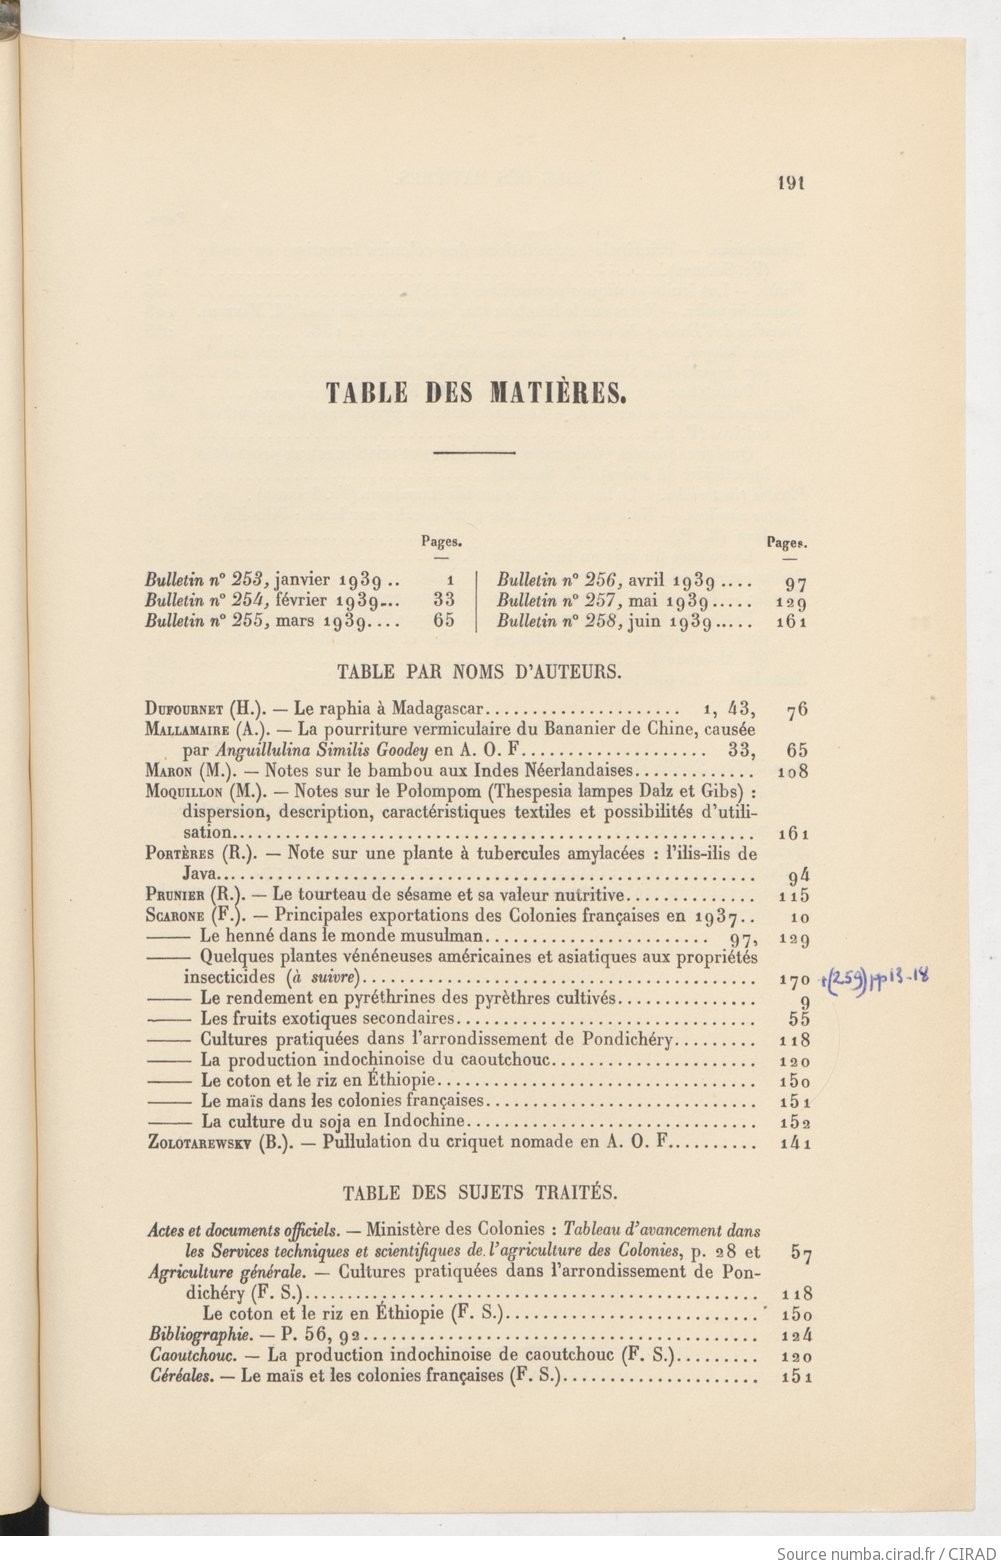 191
TABLE DES MATIÈRES.
Pages.
Bulletin n° 253, janvier 1939 .. 1
Bulletin n° 254, février 1939... 33
Bulletin n° 255, mars 1939.... 65
Pages.
Bulletin n° 256, avril 1939 .... 97
Bulletin n° 257, mai 1939..... 129
Bulletin n° 258, juin 1939..... 161
TABLE PAR NOMS D'AUTEURS.
DUFOURNET (H.). — Le raphia à Madagascar..................... 1, 43, 76
MALLAMAIRE (A.). — La pourriture vermiculaire du Bananier de Chine, causée
par Anguillulina Similis Goodey en A. O. F................... 33, 65
MARON (M.). — Notes sur le bambou aux Indes Néerlandaises............. 108
MOQUILLON (M.). — Notes sur le Polompom (Thespesia lampes Dalz et Gibs) :
dispersion, description, caractéristiques textiles et possibilités d'utili-
sation....................................................... 161
PORTÈRES (R.). — Note sur une plante à tubercules amylacées : l'ilis-ilis de
Java......................................................... 94
PRUNIER (R.). — Le tourteau de sésame et sa valeur nutritive.............. 115
SCARONE (F.). — Principales exportations des Colonies françaises en 1937.. 10
—— Le henné dans le monde musulman........................ 97, 129
—— Quelques plantes vénéneuses américaines et asiatiques aux propriétés
insecticides (à suivre).......................................... 170 +(259) pp 13-18
—— Le rendement en pyréthrines des pyrèthres cultivés............... 9
—— Les fruits exotiques secondaires................................ 55
—— Cultures pratiquées dans l'arrondissement de Pondichéry......... 118
—— La production indochinoise du caoutchouc...................... 120
—— Le coton et le riz en Éthiopie.................................. 150
—— Le maïs dans les colonies françaises............................. 151
—— La culture du soja en Indochine............................... 152
ZOLOTAREWSKY (B.). — Pullulation du criquet nomade en A. O. F.......... 141
TABLE DES SUJETS TRAITÉS.
Actes et documents officiels. — Ministère des Colonies : Tableau d'avancement dans
les Services techniques et scientifiques de l'agriculture des Colonies, p. 28 et 57
Agriculture générale. — Cultures pratiquées dans l'arrondissement de Pon-
dichéry (F. S.)................................................ 118
Le coton et le riz en Éthiopie (F. S.)........................... 150
Bibliographie. — P. 56, 92.......................................... 124
Caoutchouc. — La production indochinoise de caoutchouc (F. S.)......... 120
Céréales. — Le maïs et les colonies françaises (F. S.)..................... 151
Source numba.cirad.fr / CIRAD